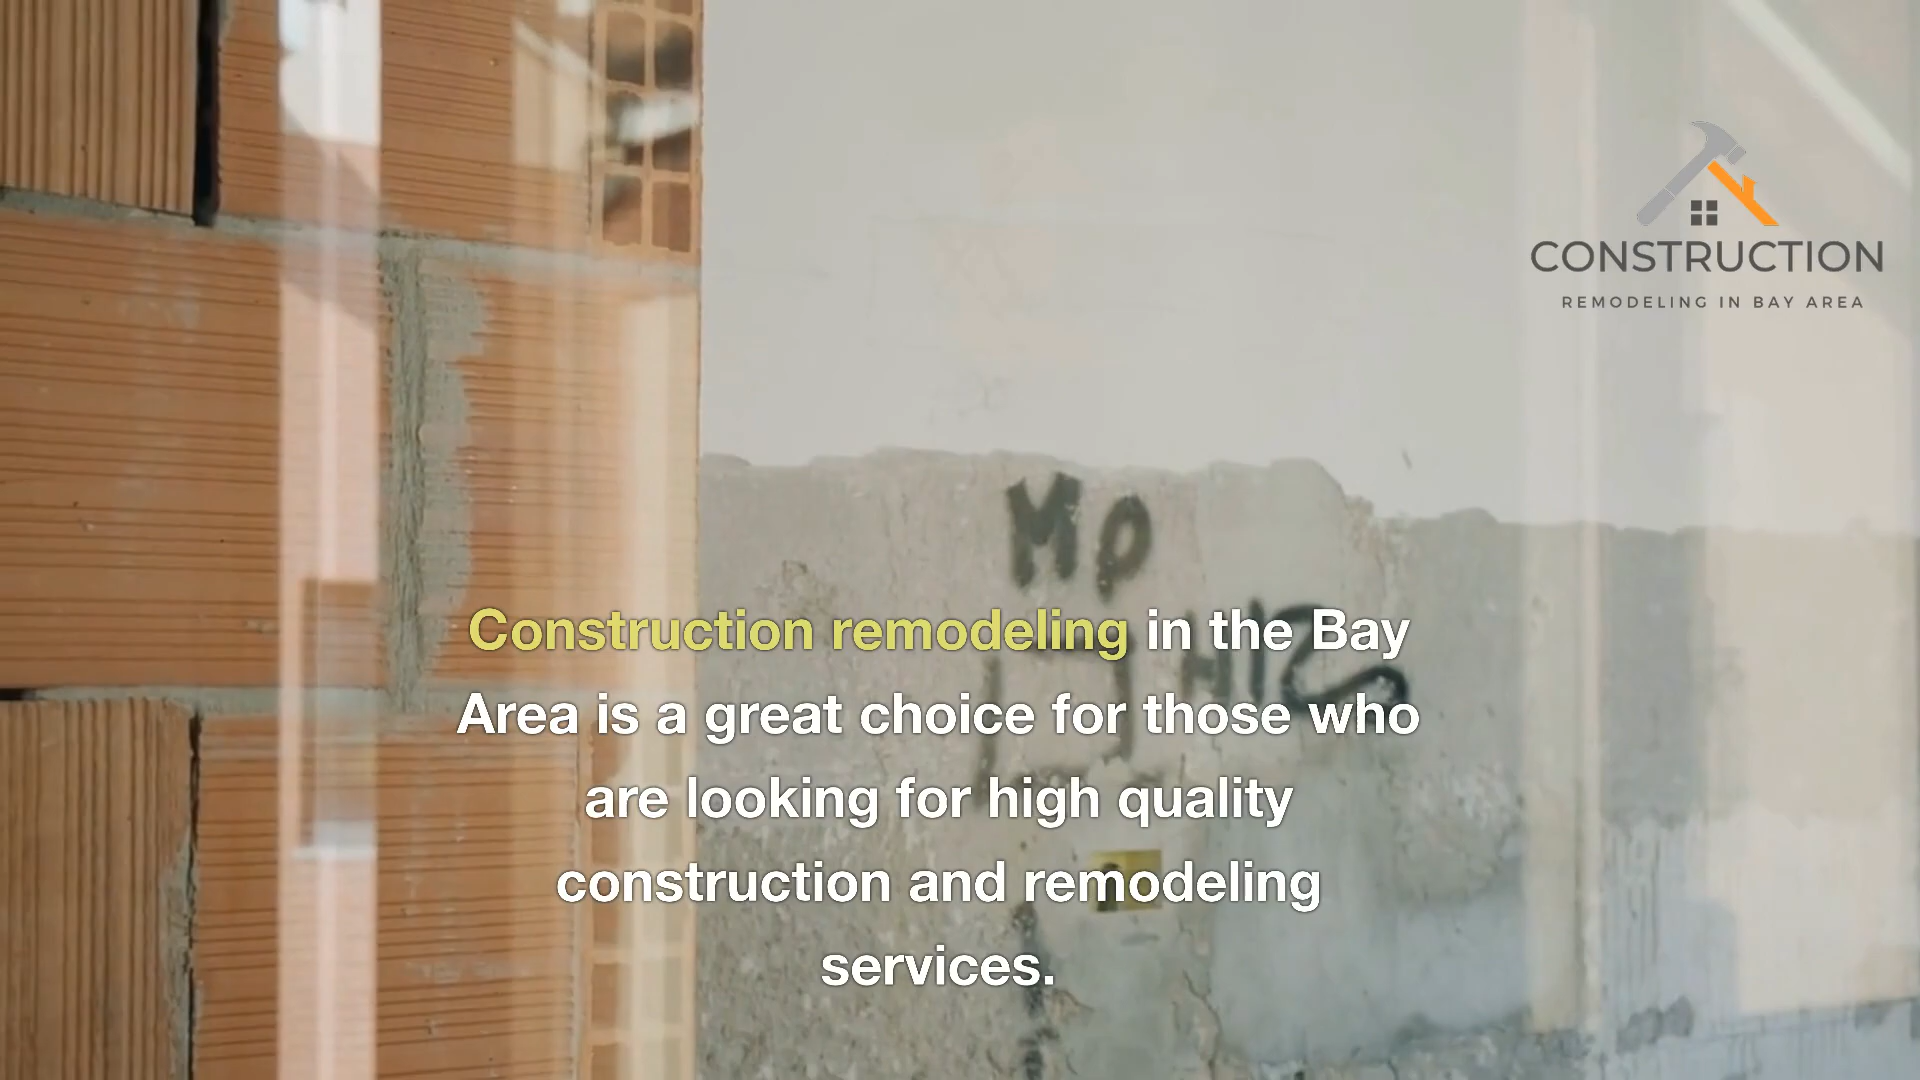 CONSTRUCTION
REMODELING IN BAY AREA
MP
Construction remodeling in the Bay
Area is a great choice for those who
are looking for high quality
construction and remodeling
services.